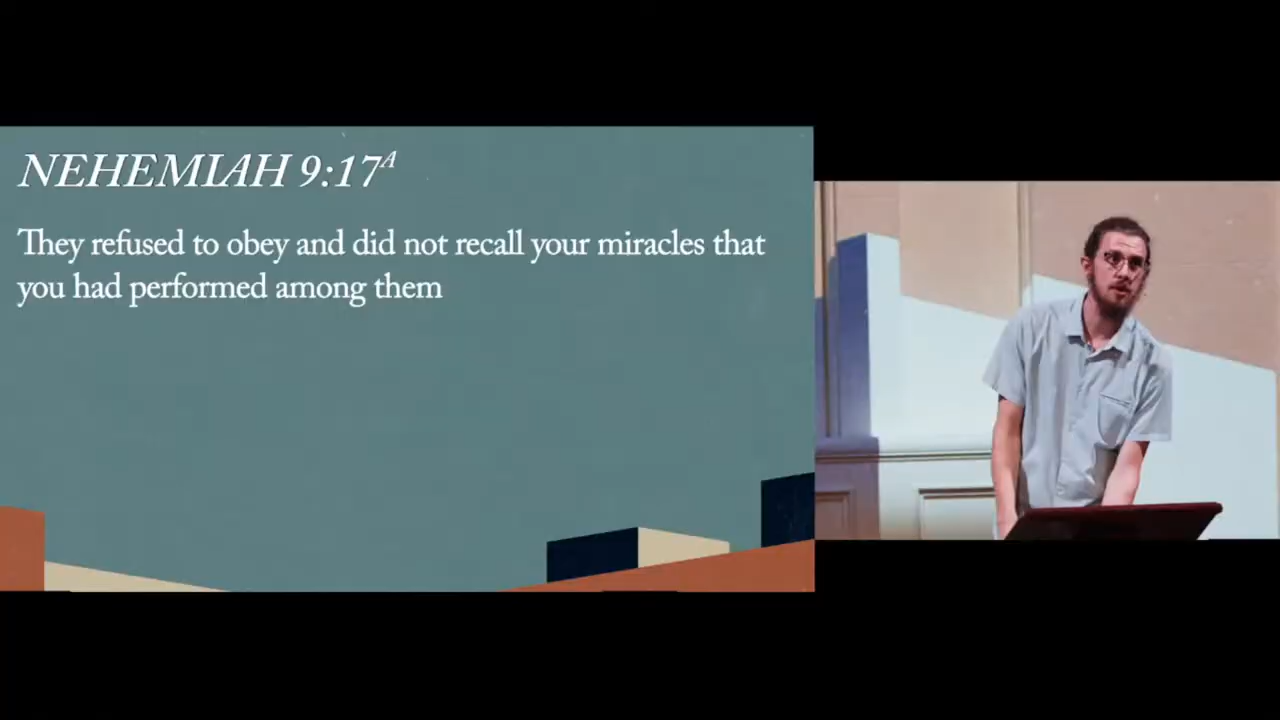 NEHEMIAH 9:17ᴬ
They refused to obey and did not recall your miracles that
you had performed among them